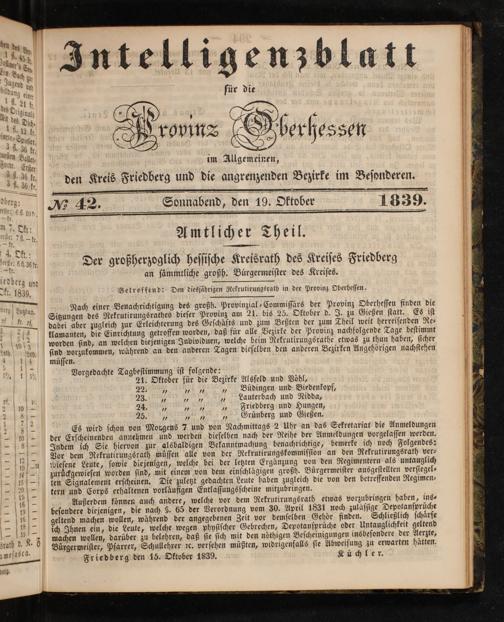 Intelligenzblatt
für die
Provinz Oberhessen
im Allgemeinen,
den Kreis Friedberg und die angrenzenden Bezirke im Besonderen.
№ 42. Sonnabend, den 19. Oktober 1839.
Amtlicher Theil.
Der großherzoglich hessische Kreisrath des Kreises Friedberg
an sämmtliche großh. Bürgermeister des Kreises.
Betreffend: Den diesjährigen Rekrutirungsrath in der Provinz Oberhessen.
Nach einer Benachrichtigung des großh. Provinzial-Commissärs der Provinz Oberhessen finden die
Sitzungen des Rekrutirungsrathes dieser Provinz am 21. bis 25. Oktober d. J. zu Gießen statt. Es ist
dabei aber zugleich zur Erleichterung des Geschäfts und zum Besten der zum Theil weit herreisenden Re-
klamanten, die Einrichtung getroffen worden, daß für alle Bezirke der Provinz nachfolgende Tage bestimmt
worden sind, an welchen diejenigen Individuen, welche beim Rekrutirungsrathe etwas zu thun haben, sicher
sind vorzukommen, während an den anderen Tagen dieselben den anderen Bezirken Angehörigen nachstehen
müssen.
Vorgedachte Tagbestimmung ist folgende:
21. Oktober für die Bezirke Alsfeld und Vöhl,
22. „ „ „ „ Büdingen und Biedenkopf,
23. „ „ „ „ Lauterbach und Nidda,
24. „ „ „ „ Friedberg und Hungen,
25. „ „ „ „ Grünberg und Gießen.
Es wird schon von Morgens 7 und von Nachmittags 2 Uhr an das Sekretariat die Anmeldungen
der Erscheinenden annehmen und werden dieselben nach der Reihe der Anmeldungen vorgelassen worden.
Indem ich Sie hiervon zur alsbaldigen Bekanntmachung benachrichtige, bemerke ich noch Folgendes:
Vor dem Rekrutirungsrath müssen alle von der Rekrutirungskommission an den Rekrutirungsrath ver-
wiesene Leute, sowie diejenigen, welche bei der letzten Ergänzung von den Regimentern als untauglich
zurückgewiesen worden sind, mit einem von dem einschlägigen großh. Bürgermeister ausgestellten versiegel-
ten Signalement erscheinen. Die zuletzt gedachten Leute haben zugleich die von den betreffenden Regimen-
tern und Corps erhaltenen vorläufigen Entlassungsscheine mitzubringen.
Außerdem können auch andere, welche vor dem Rekrutirungsrath etwas vorzubringen haben, ins-
besondere diejenigen, die nach §. 65 der Verordnung vom 30. April 1831 noch zulässige Depotansprüche
geltend machen wollen, während der angegebenen Zeit vor demselben Gehör finden. Schließlich schärfe
ich Ihnen ein, die Leute, welche wegen physischer Gebrechen, Depotansprüche oder Untauglichkeit geltend
machen wollen, darüber zu belehren, daß sie sich mit den nöthigen Bescheinigungen insbesondere der Aerzte,
Bürgermeister, Pfarrer, Schullehrer ꝛc. versehen müßten, widrigenfalls sie Abweisung zu erwarten hätten.
Friedberg den 15. Oktober 1839. Küchler.